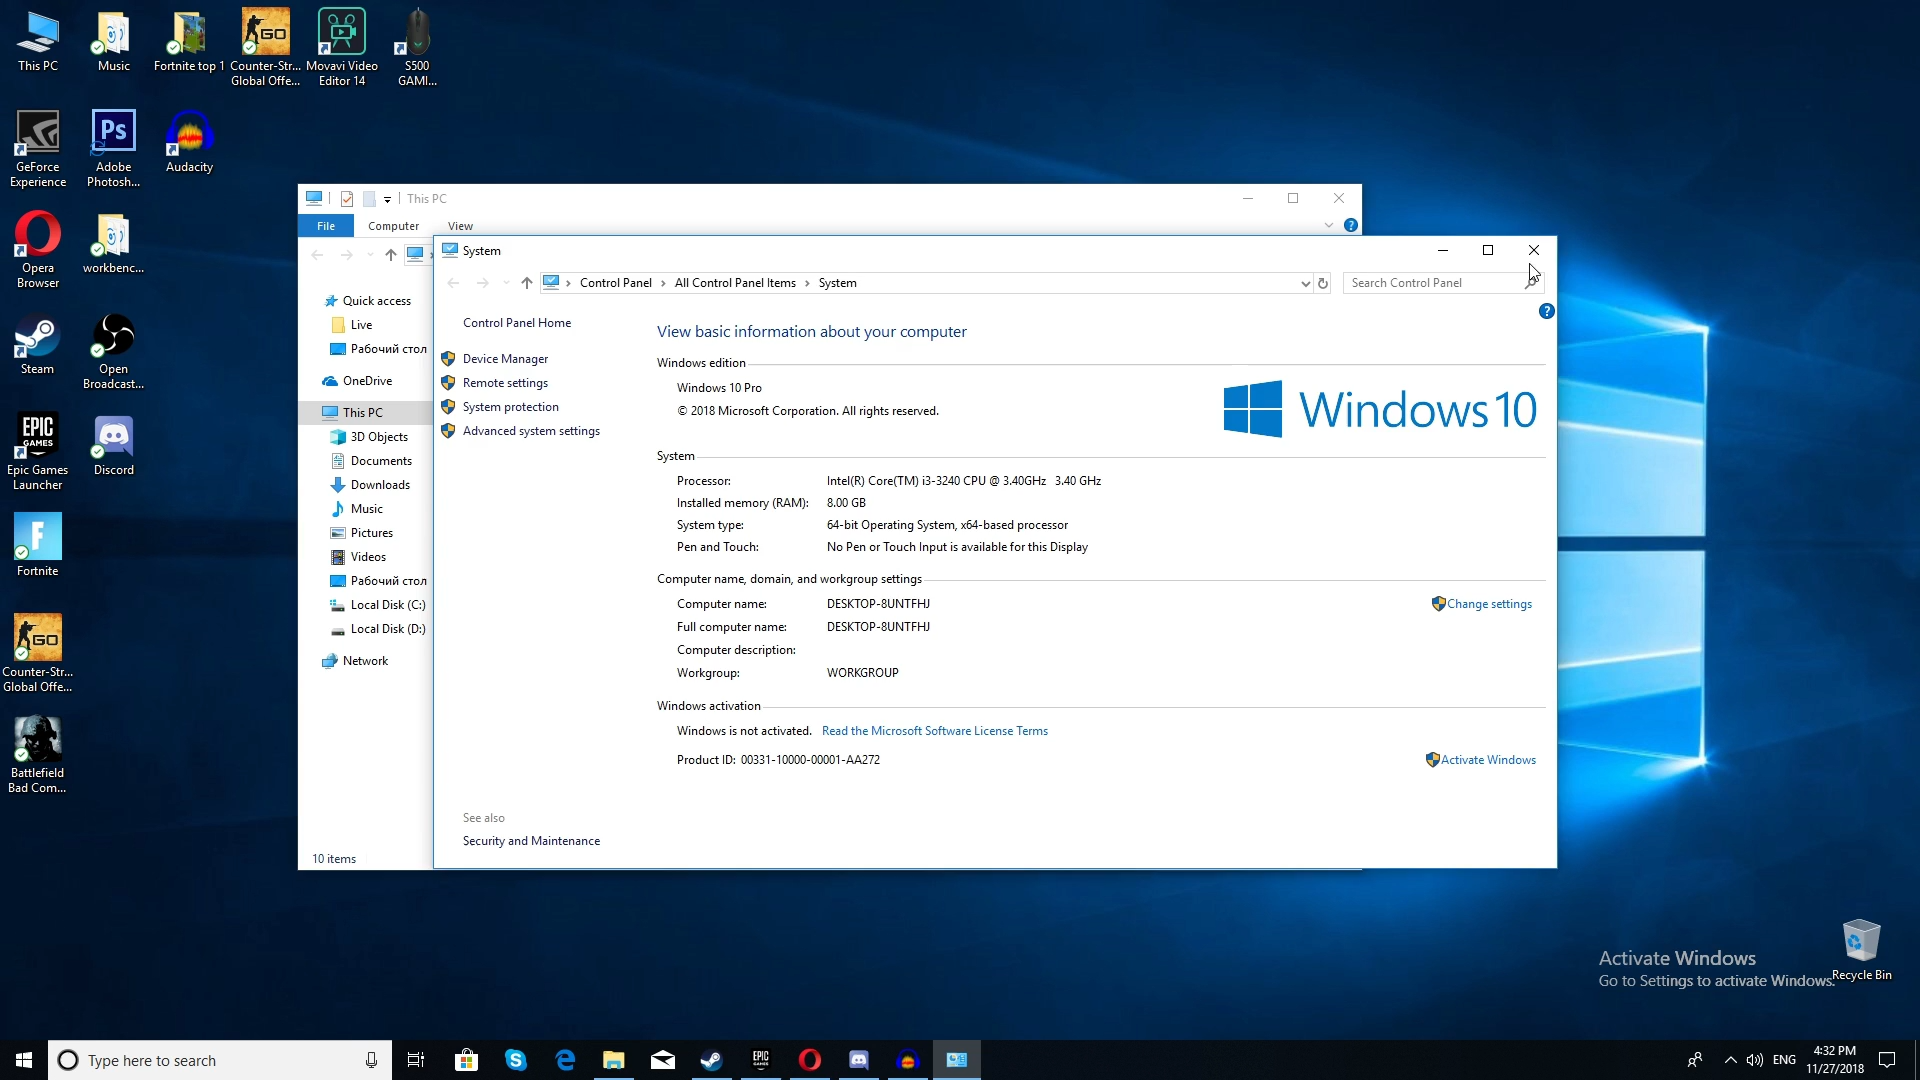 This PC
Music
Fortnite top 1
Counter-Str...
Global Offe...
Movavi Video
Editor 14
S500
GAMI...
GeForce
Experience
Ps
Adobe
Photosh...
Audacity
Opera
Browser
workbenc...
Steam
Open
Broadcast...
EPIC
GAMES
Epic Games
Launcher
Discord
F
Fortnite
GO
Counter-Str...
Global Offe...
Battlefield
Bad Com...
This PC
File
Computer
View
Quick access
Live
Рабочий стол
OneDrive
This PC
3D Objects
Documents
Downloads
Music
Pictures
Videos
Рабочий стол
Local Disk (C:)
Local Disk (D:)
Network
10 items
System
Control Panel > All Control Panel Items > System
Search Control Panel
Control Panel Home
Device Manager
Remote settings
System protection
Advanced system settings
See also
Security and Maintenance
View basic information about your computer
Windows edition
Windows 10 Pro
© 2018 Microsoft Corporation. All rights reserved.
Windows 10
System
Processor: Intel(R) Core(TM) i3-3240 CPU @ 3.40GHz 3.40 GHz
Installed memory (RAM): 8.00 GB
System type: 64-bit Operating System, x64-based processor
Pen and Touch: No Pen or Touch Input is available for this Display
Computer name, domain, and workgroup settings
Computer name: DESKTOP-8UNTFHJ
Change settings
Full computer name: DESKTOP-8UNTFHJ
Computer description:
Workgroup: WORKGROUP
Windows activation
Windows is not activated. Read the Microsoft Software License Terms
Product ID: 00331-10000-00001-AA272
Activate Windows
Activate Windows
Go to Settings to activate Windows.
Recycle Bin
Type here to search
EPIC
GAMES
ENG
4:32 PM
11/27/2018